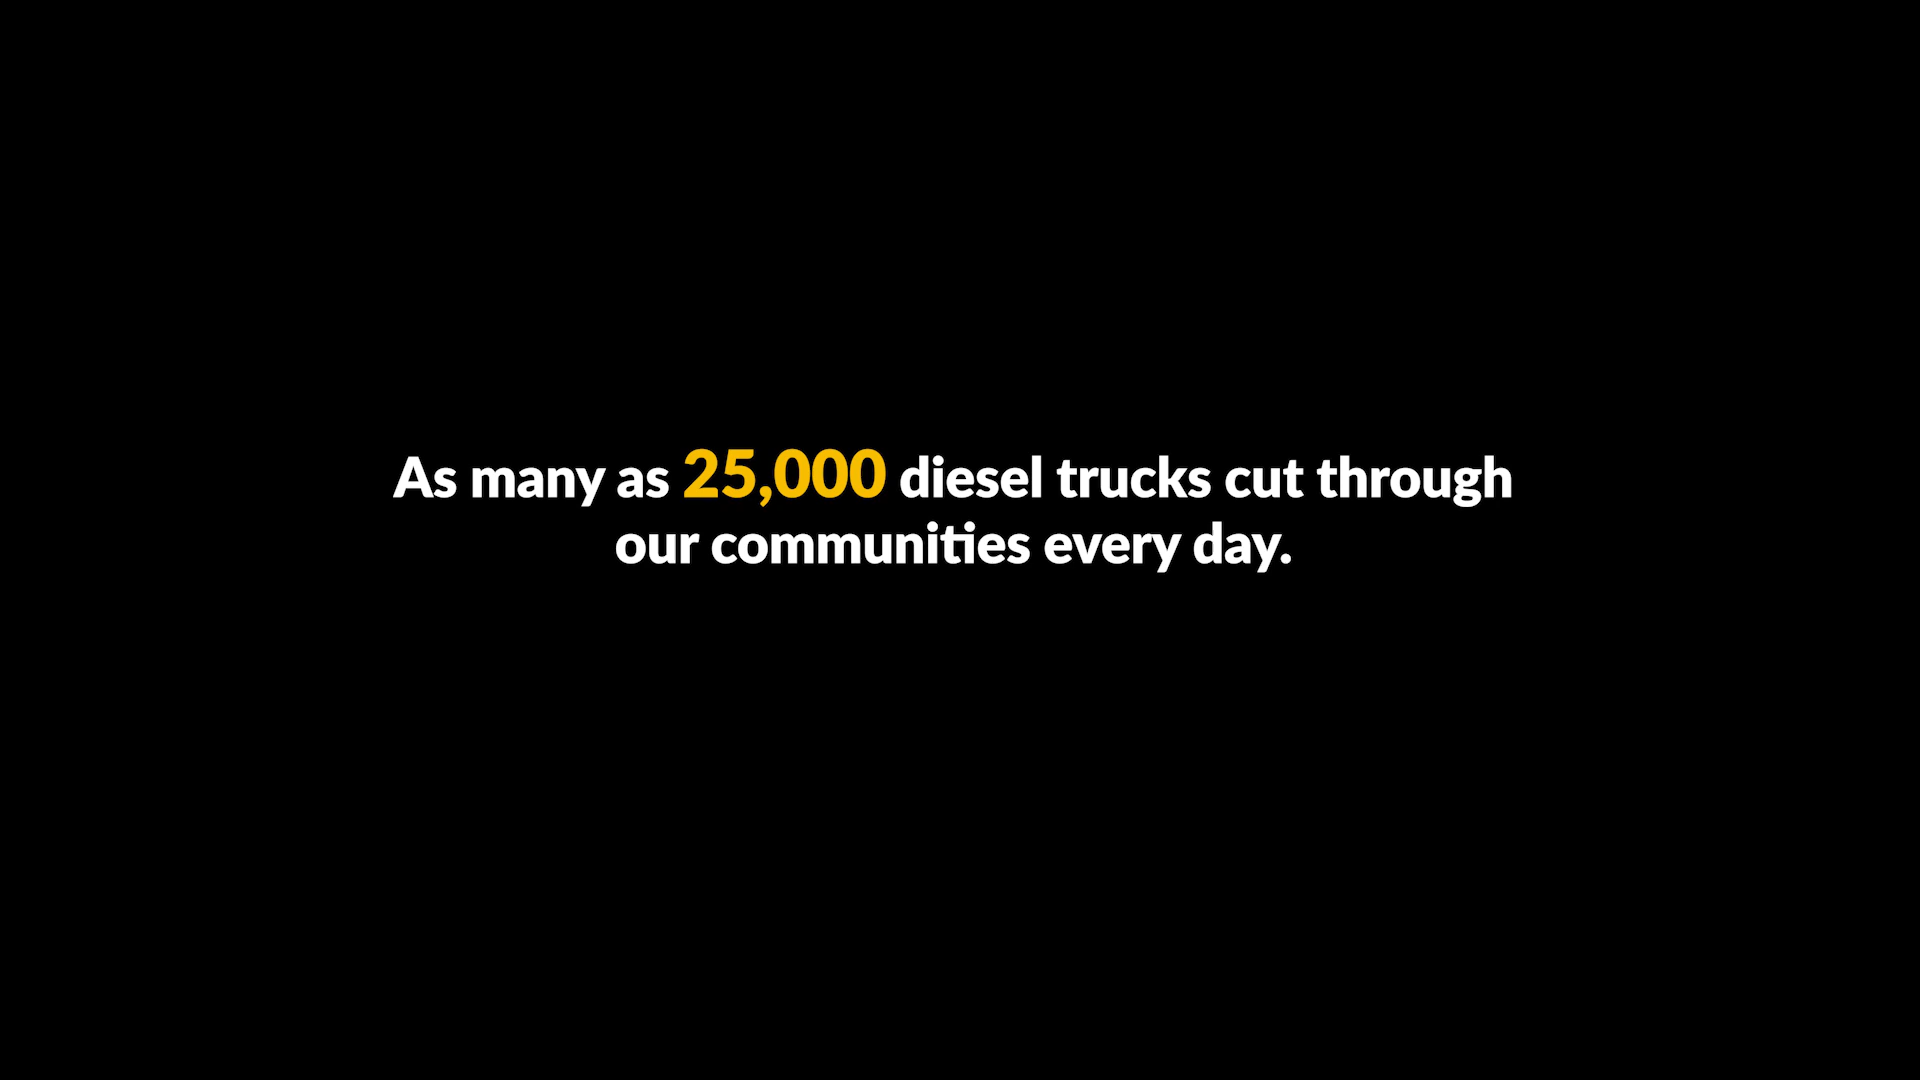 As many as 25,000 diesel trucks cut through
our communities every day.